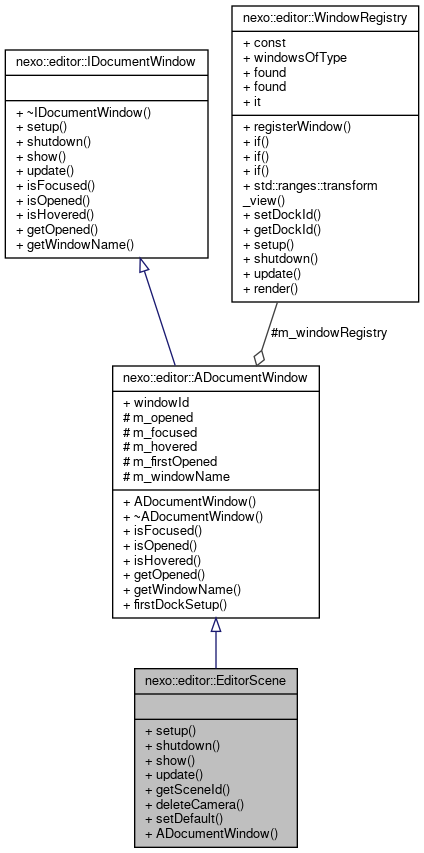 nexo::editor::IDocumentWindow
+ ~IDocumentWindow()
+ setup()
+ shutdown()
+ show()
+ update()
+ isFocused()
+ isOpened()
+ isHovered()
+ getOpened()
+ getWindowName()
nexo::editor::WindowRegistry
+ const
+ windowsOfType
+ found
+ found
+ it
+ registerWindow()
+ if()
+ if()
+ if()
+ std::ranges::transform
_view()
+ setDockId()
+ getDockId()
+ setup()
+ shutdown()
+ update()
+ render()
#m_windowRegistry
nexo::editor::ADocumentWindow
+ windowId
# m_opened
# m_focused
# m_hovered
# m_firstOpened
# m_windowName
+ ADocumentWindow()
+ ~ADocumentWindow()
+ isFocused()
+ isOpened()
+ isHovered()
+ getOpened()
+ getWindowName()
+ firstDockSetup()
nexo::editor::EditorScene
+ setup()
+ shutdown()
+ show()
+ update()
+ getSceneId()
+ deleteCamera()
+ setDefault()
+ ADocumentWindow()